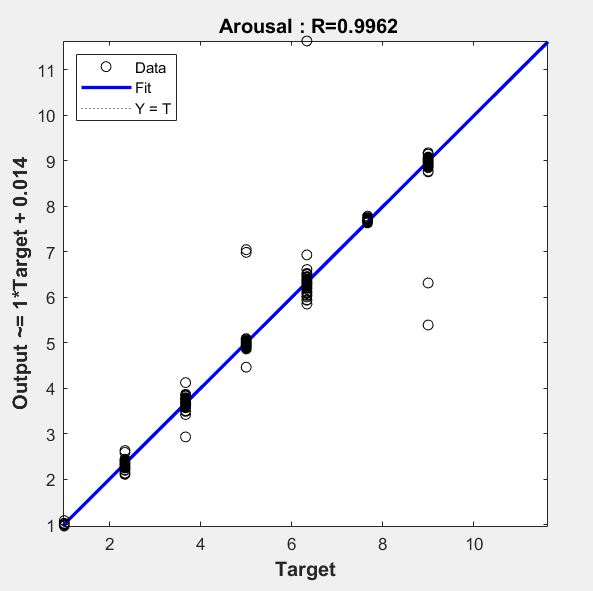 Arousal : R=0.9962
Data
Fit
Y = T
11
10
9
8
7
6
5
4
3
2
1
2
4
6
8
10
Output ~= 1*Target + 0.014
Target